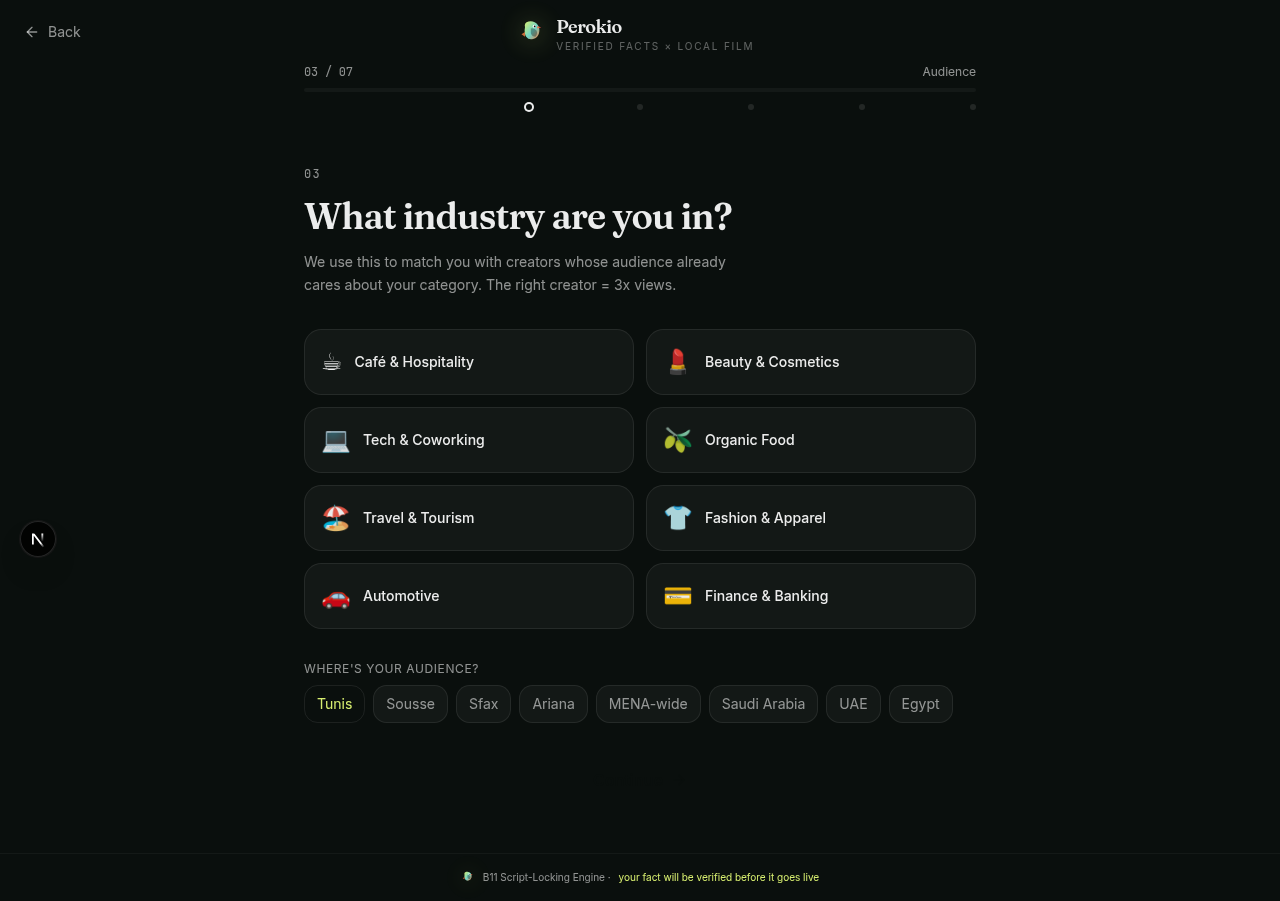 Back
Perokio
VERIFIED FACTS × LOCAL FILM
03 / 07
Audience
03
What industry are you in?
We use this to match you with creators whose audience already
cares about your category. The right creator = 3x views.
Café & Hospitality
Beauty & Cosmetics
Tech & Coworking
Organic Food
Travel & Tourism
Fashion & Apparel
Automotive
Finance & Banking
WHERE'S YOUR AUDIENCE?
Tunis Sousse Sfax Ariana MENA-wide Saudi Arabia UAE Egypt
B11 Script-Locking Engine · your fact will be verified before it goes live